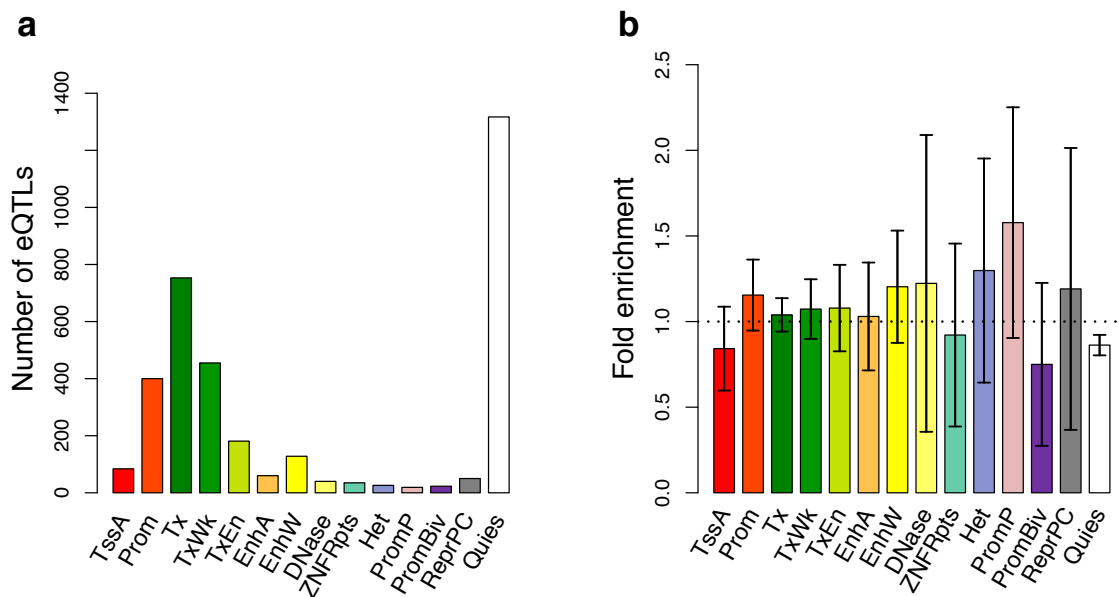 a
Number of eQTLs
1400
1000
800
600
400
200
0
TssA
Prom
Tx
TxWk
TxEn
EnhA
EnhW
DNase
ZNFRpts
Het
PromP
PromBiv
ReprPC
Quies
b
Fold enrichment
2.5
2.0
1.5
1.0
0.5
0.0
TssA
Prom
Tx
TxWk
TxEn
EnhA
EnhW
DNase
ZNFRpts
Het
PromP
PromBiv
ReprPC
Quies